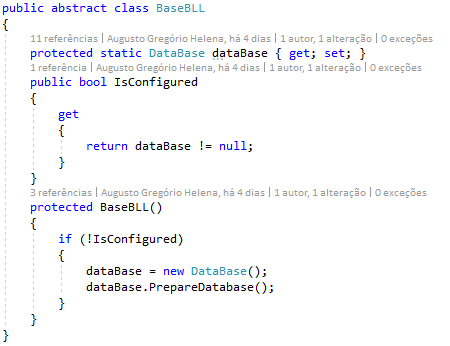 public abstract class BaseBLL
{
11 referências | Augusto Gregório Helena, há 4 dias | 1 autor, 1 alteração | 0 exceções
protected static DataBase dataBase { get; set; }
1 referência | Augusto Gregório Helena, há 4 dias | 1 autor, 1 alteração | 0 exceções
public bool IsConfigured
{
get
{
return dataBase != null;
}
}
3 referências | Augusto Gregório Helena, há 4 dias | 1 autor, 1 alteração | 0 exceções
protected BaseBLL()
{
if (!IsConfigured)
{
dataBase = new DataBase();
dataBase.PrepareDatabase();
}
}
}